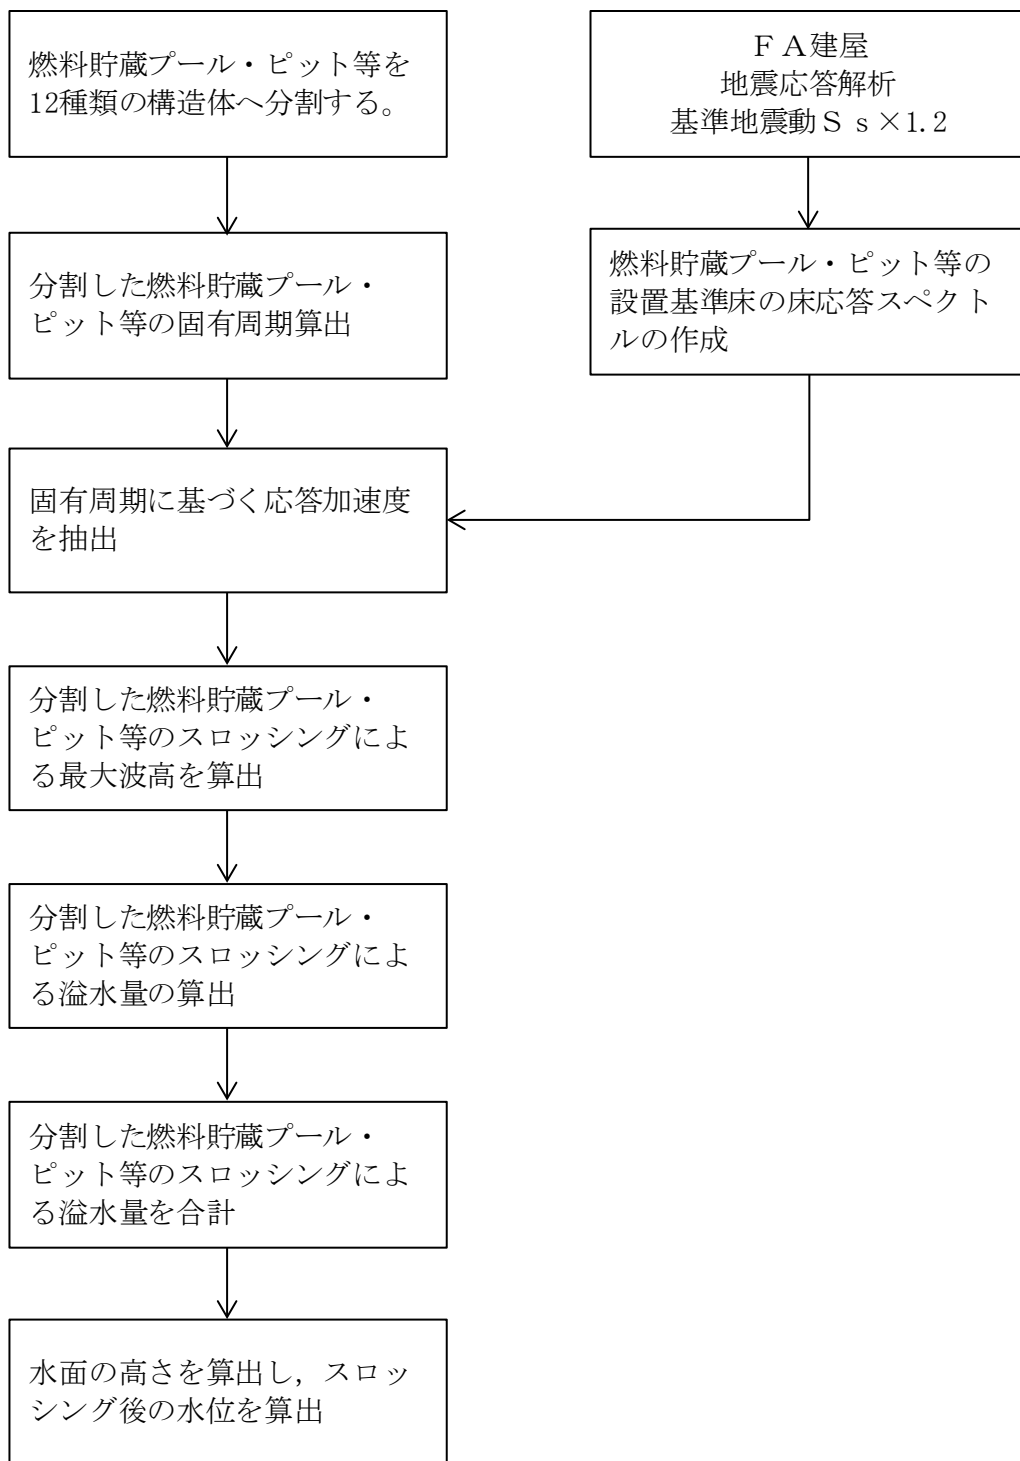 燃料貯蔵プール・ピット等を
12種類の構造体へ分割する。
ＦＡ建屋
地震応答解析
基準地震動Ｓｓ×1.2
分割した燃料貯蔵プール・
ピット等の固有周期算出
燃料貯蔵プール・ピット等の
設置基準床の床応答スペクト
ルの作成
固有周期に基づく応答加速度
を抽出
分割した燃料貯蔵プール・
ピット等のスロッシングによ
る最大波高を算出
分割した燃料貯蔵プール・
ピット等のスロッシングによ
る溢水量の算出
分割した燃料貯蔵プール・
ピット等のスロッシングによ
る溢水量を合計
水面の高さを算出し，スロッ
シング後の水位を算出